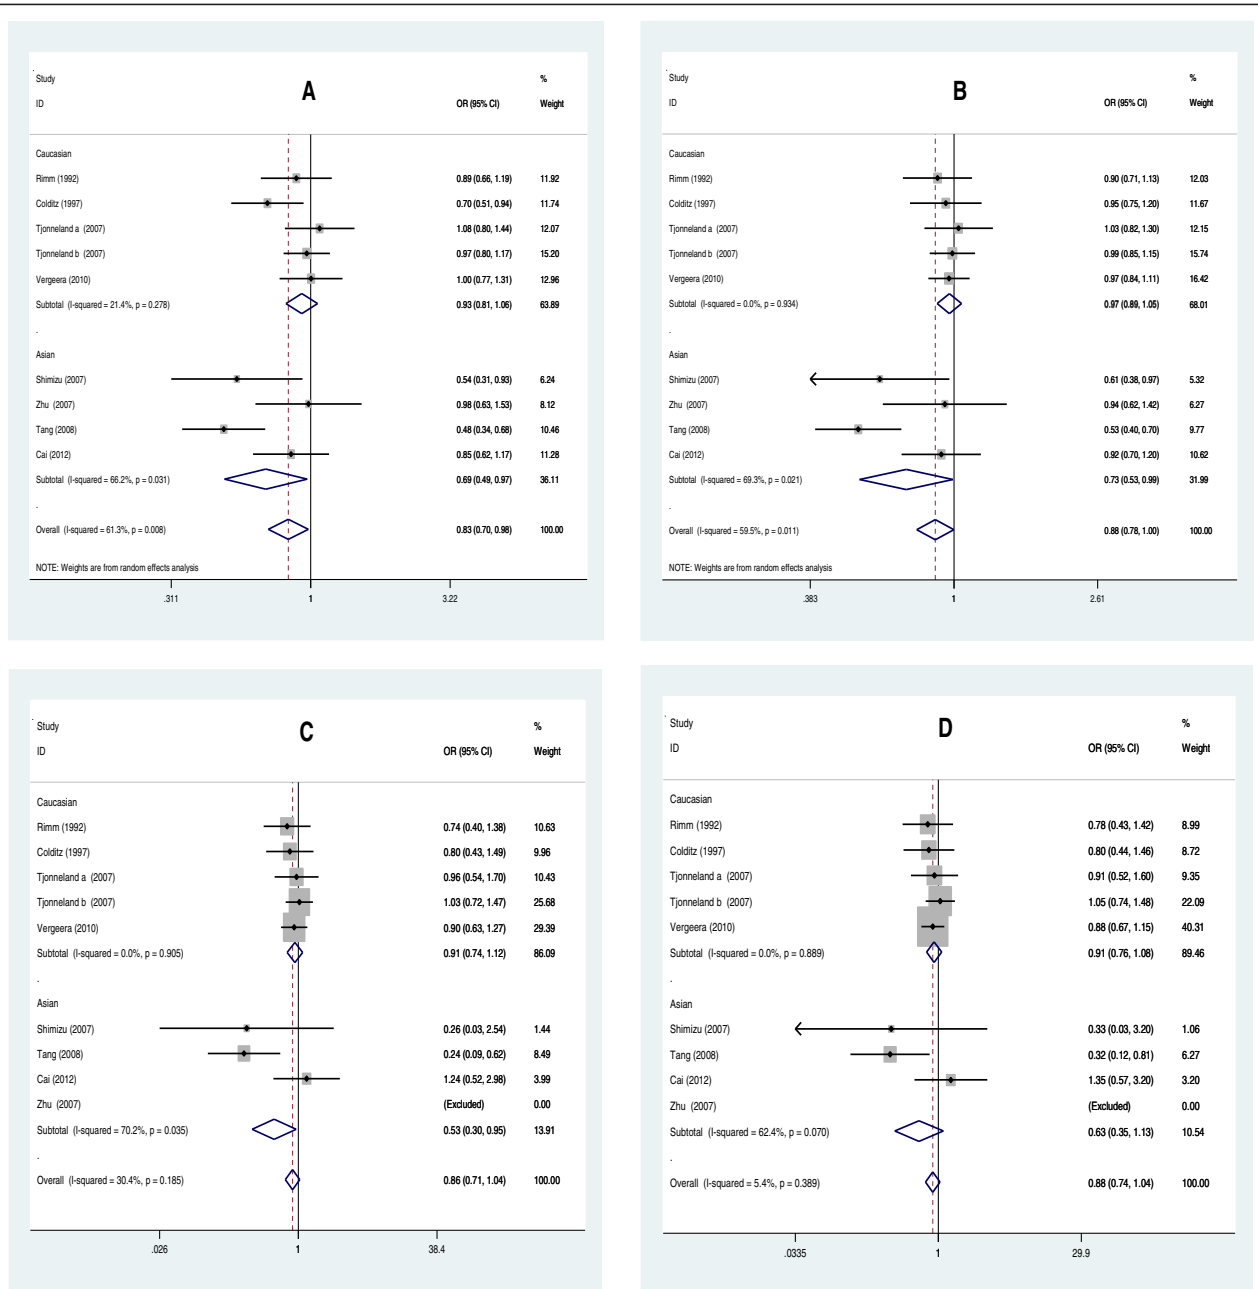 A
Study %
ID OR (95% CI) Weight
Caucasian
Rimm (1992) 0.89 (0.66, 1.19) 11.92
Colditz (1997) 0.70 (0.51, 0.94) 11.74
Tjonneland a (2007) 1.08 (0.80, 1.44) 12.07
Tjonneland b (2007) 0.97 (0.80, 1.17) 15.20
Vergeera (2010) 1.00 (0.77, 1.31) 12.96
Subtotal (I-squared = 21.4%, p = 0.278) 0.93 (0.81, 1.06) 63.89
.
Asian
Shimizu (2007) 0.54 (0.31, 0.93) 6.24
Zhu (2007) 0.98 (0.63, 1.53) 8.12
Tang (2008) 0.48 (0.34, 0.68) 10.46
Cai (2012) 0.85 (0.62, 1.17) 11.28
Subtotal (I-squared = 66.2%, p = 0.031) 0.69 (0.49, 0.97) 36.11
.
Overall (I-squared = 61.3%, p = 0.008) 0.83 (0.70, 0.98) 100.00
NOTE: Weights are from random effects analysis
.311 1 3.22
B
Study %
ID OR (95% CI) Weight
Caucasian
Rimm (1992) 0.90 (0.71, 1.13) 12.03
Colditz (1997) 0.95 (0.75, 1.20) 11.67
Tjonneland a (2007) 1.03 (0.82, 1.30) 12.15
Tjonneland b (2007) 0.99 (0.85, 1.15) 15.74
Vergeera (2010) 0.97 (0.84, 1.11) 16.42
Subtotal (I-squared = 0.0%, p = 0.934) 0.97 (0.89, 1.05) 68.01
.
Asian
Shimizu (2007) 0.61 (0.38, 0.97) 5.32
Zhu (2007) 0.94 (0.62, 1.42) 6.27
Tang (2008) 0.53 (0.40, 0.70) 9.77
Cai (2012) 0.92 (0.70, 1.20) 10.62
Subtotal (I-squared = 69.3%, p = 0.021) 0.73 (0.53, 0.99) 31.99
.
Overall (I-squared = 59.5%, p = 0.011) 0.88 (0.78, 1.00) 100.00
NOTE: Weights are from random effects analysis
.383 1 2.61
C
Study %
ID OR (95% CI) Weight
Caucasian
Rimm (1992) 0.74 (0.40, 1.38) 10.63
Colditz (1997) 0.80 (0.43, 1.49) 9.96
Tjonneland a (2007) 0.96 (0.54, 1.70) 10.43
Tjonneland b (2007) 1.03 (0.72, 1.47) 25.68
Vergeera (2010) 0.90 (0.63, 1.27) 29.39
Subtotal (I-squared = 0.0%, p = 0.905) 0.91 (0.74, 1.12) 86.09
.
Asian
Shimizu (2007) 0.26 (0.03, 2.54) 1.44
Tang (2008) 0.24 (0.09, 0.62) 8.49
Cai (2012) 1.24 (0.52, 2.98) 3.99
Zhu (2007) (Excluded) 0.00
Subtotal (I-squared = 70.2%, p = 0.035) 0.53 (0.30, 0.95) 13.91
.
Overall (I-squared = 30.4%, p = 0.185) 0.86 (0.71, 1.04) 100.00
.026 1 38.4
D
Study %
ID OR (95% CI) Weight
Caucasian
Rimm (1992) 0.78 (0.43, 1.42) 8.99
Colditz (1997) 0.80 (0.44, 1.46) 8.72
Tjonneland a (2007) 0.91 (0.52, 1.60) 9.35
Tjonneland b (2007) 1.05 (0.74, 1.48) 22.09
Vergeera (2010) 0.88 (0.67, 1.15) 40.31
Subtotal (I-squared = 0.0%, p = 0.889) 0.91 (0.76, 1.08) 89.46
.
Asian
Shimizu (2007) 0.33 (0.03, 3.20) 1.06
Tang (2008) 0.32 (0.12, 0.81) 6.27
Cai (2012) 1.35 (0.57, 3.20) 3.20
Zhu (2007) (Excluded) 0.00
Subtotal (I-squared = 62.4%, p = 0.070) 0.63 (0.35, 1.13) 10.54
.
Overall (I-squared = 5.4%, p = 0.389) 0.88 (0.74, 1.04) 100.00
.0335 1 29.9